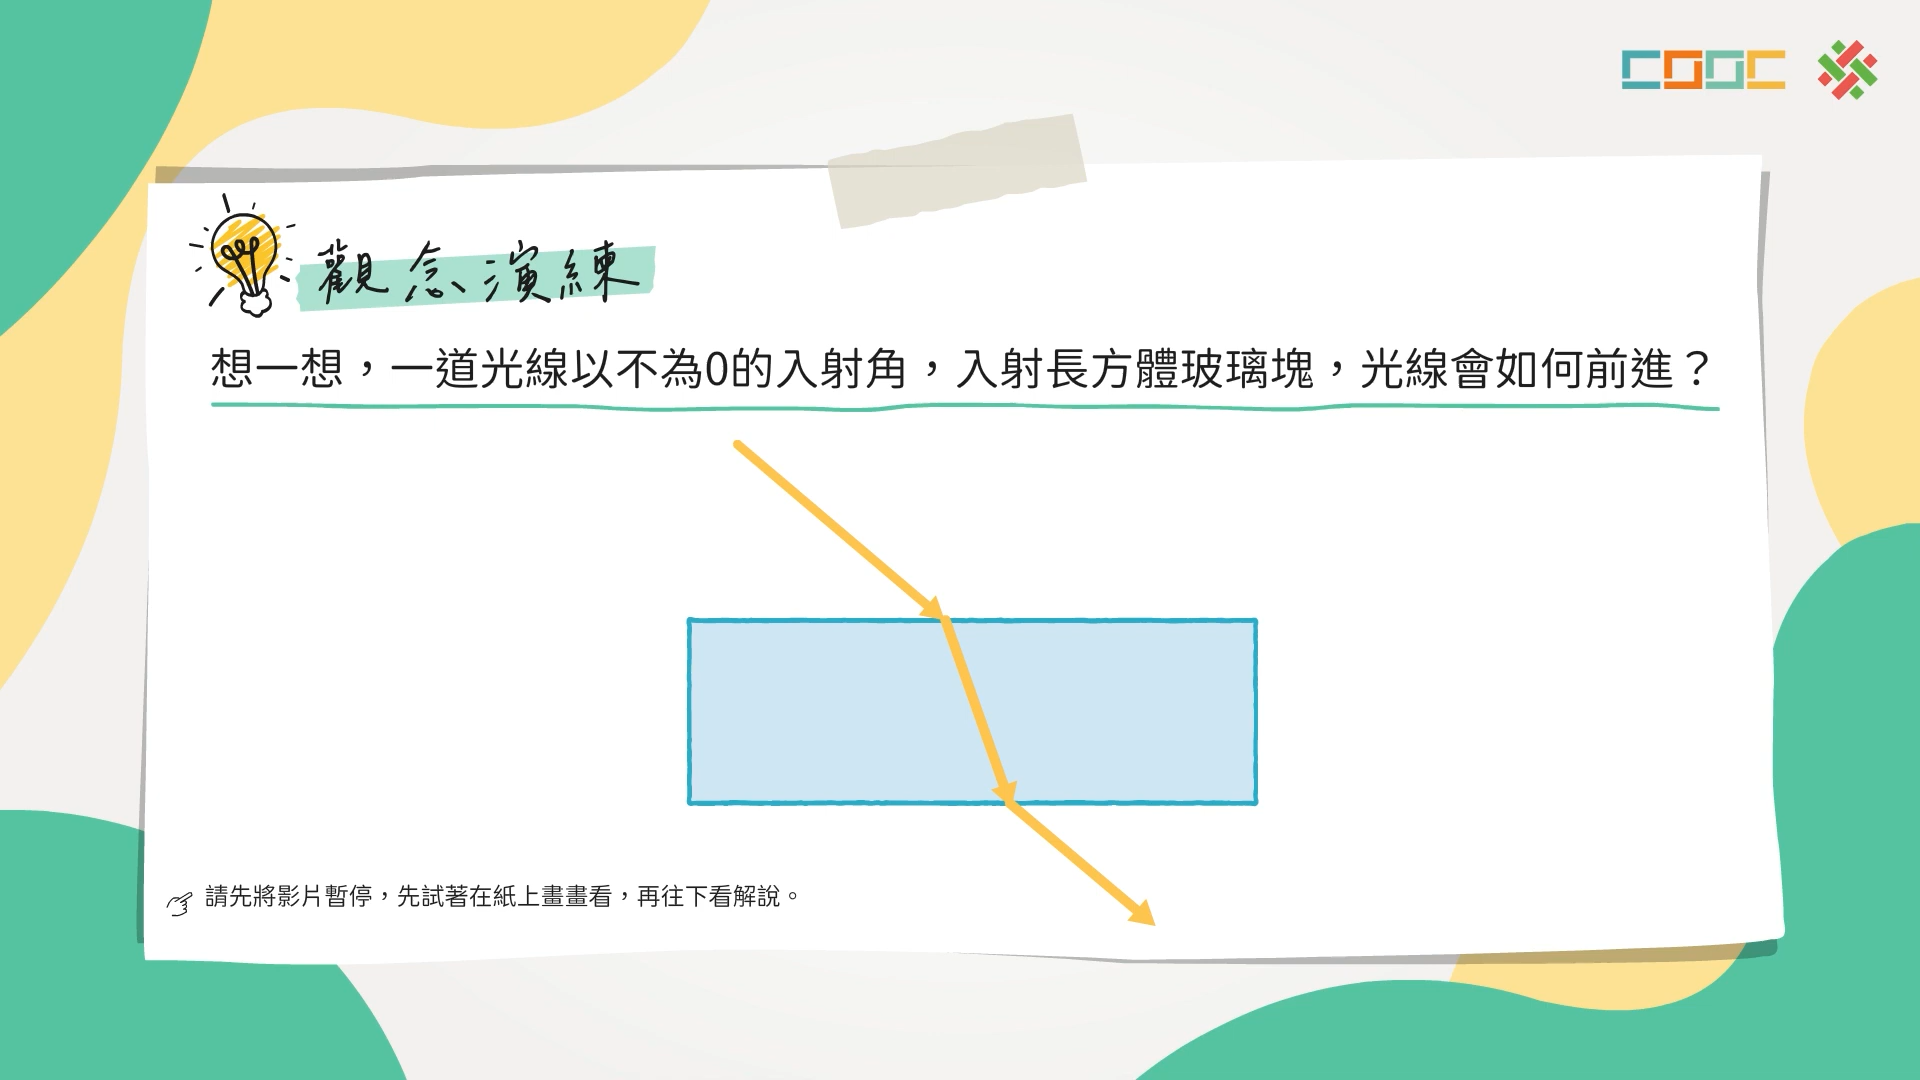 COOC
觀念演練
想一想，一道光線以不為0的入射角，入射長方體玻璃塊，光線會如何前進？
請先將影片暫停，先試著在紙上畫畫看，再往下看解說。